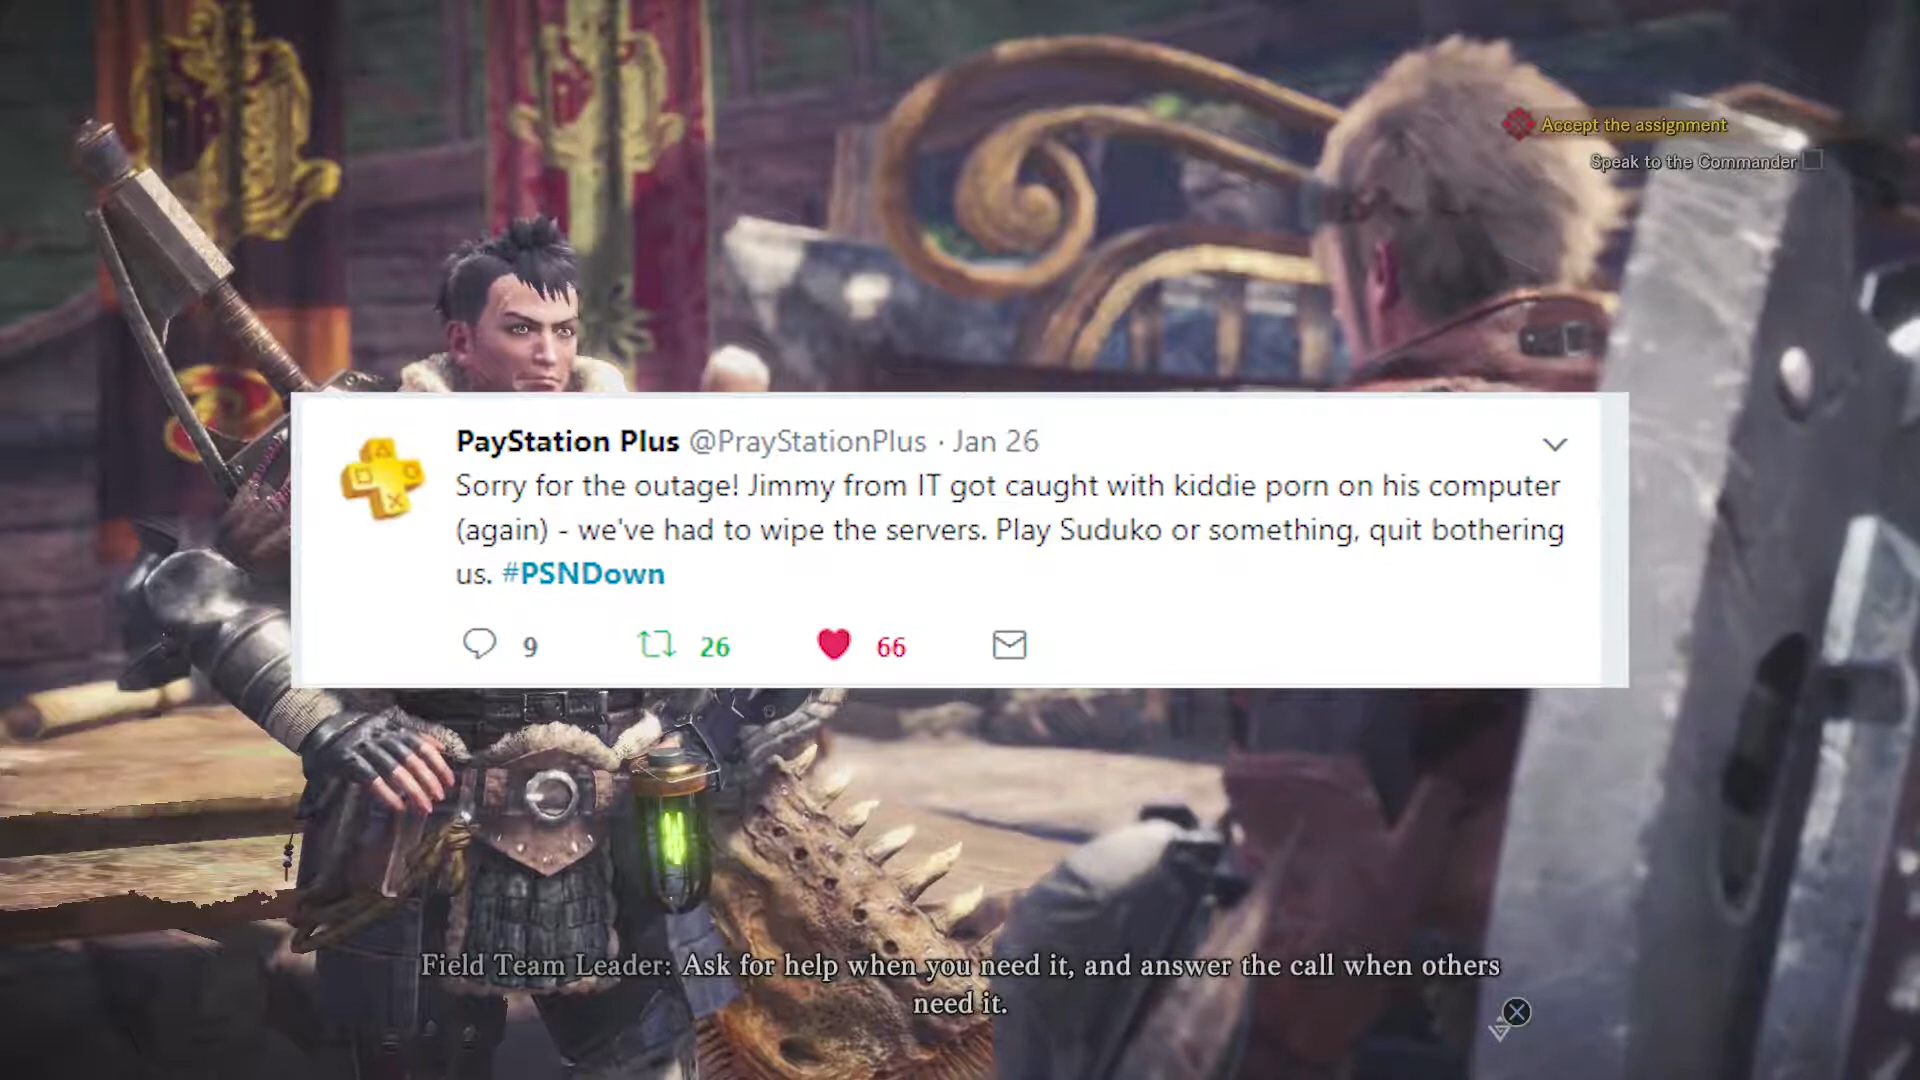 Accept the assignment
Speak to the Commander
PayStation Plus @PrayStationPlus · Jan 26
Sorry for the outage! Jimmy from IT got caught with kiddie porn on his computer
(again) - we've had to wipe the servers. Play Suduko or something, quit bothering
us. #PSNDown
9 26 66
Field Team Leader: Ask for help when you need it, and answer the call when others
need it.